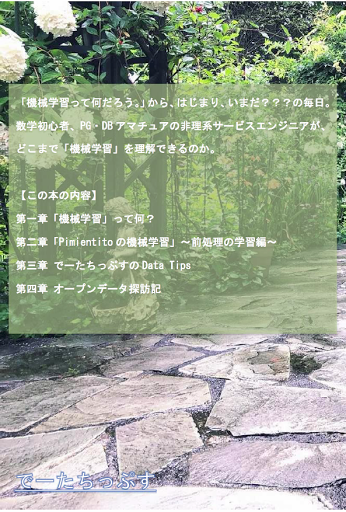 「機械学習って何だろう。」から、はじまり、いまだ？？？の毎日。
数学初心者、PG・DBアマチュアの非理系サービスエンジニアが、
どこまで「機械学習」を理解できるのか。
【この本の内容】
第一章「機械学習」って何？
第二章「Pimientitoの機械学習」～前処理の学習編～
第三章 でーたちっぷすのData Tips
第四章 オープンデータ探訪記
でーたちっぷす